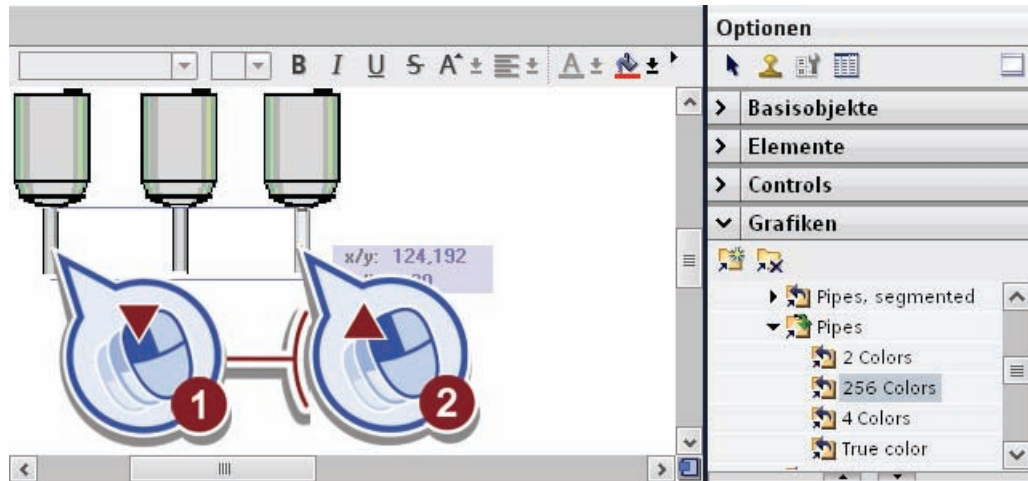 Optionen
B I U S A A
Basisobjekte
Elemente
Controls
Grafiken
x/y: 124,192
Pipes, segmented
Pipes
2 Colors
256 Colors
4 Colors
True color
1
2